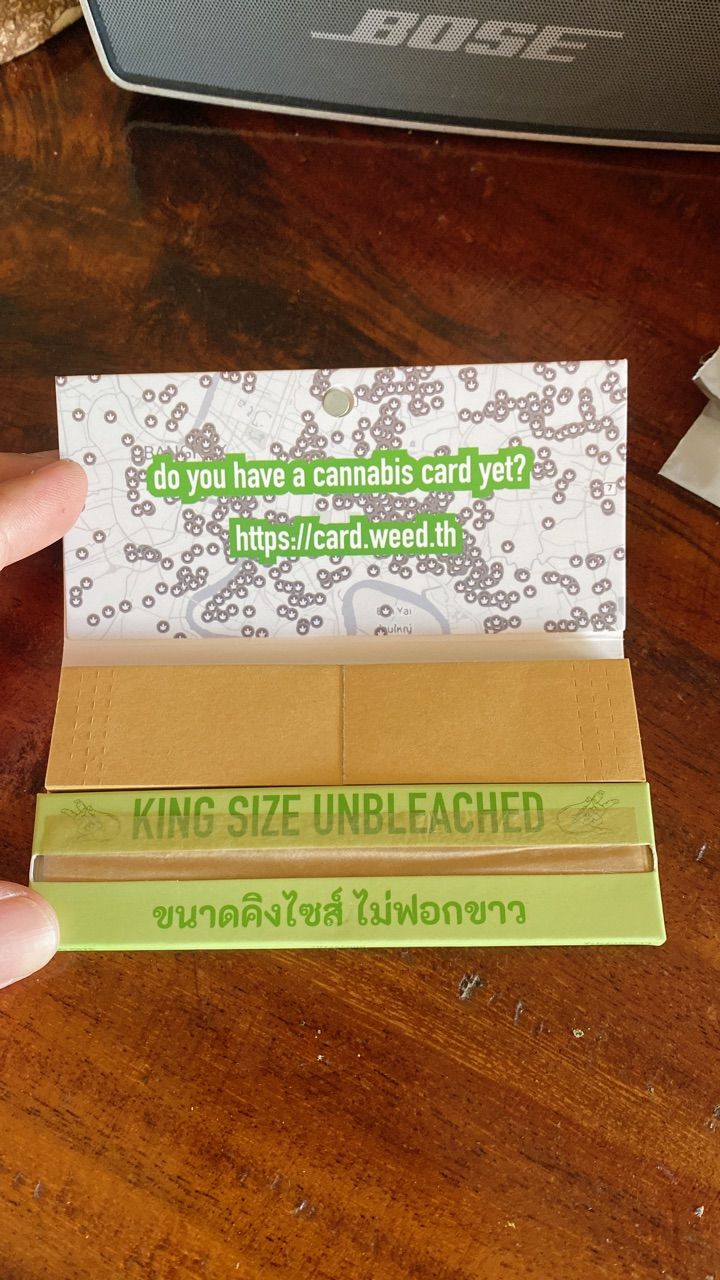 BOSE
do you have a cannabis card yet?
https://card.weed.th
7
KING SIZE UNBLEACHED
ขนาดคิงไซส์ ไม่ฟอกขาว